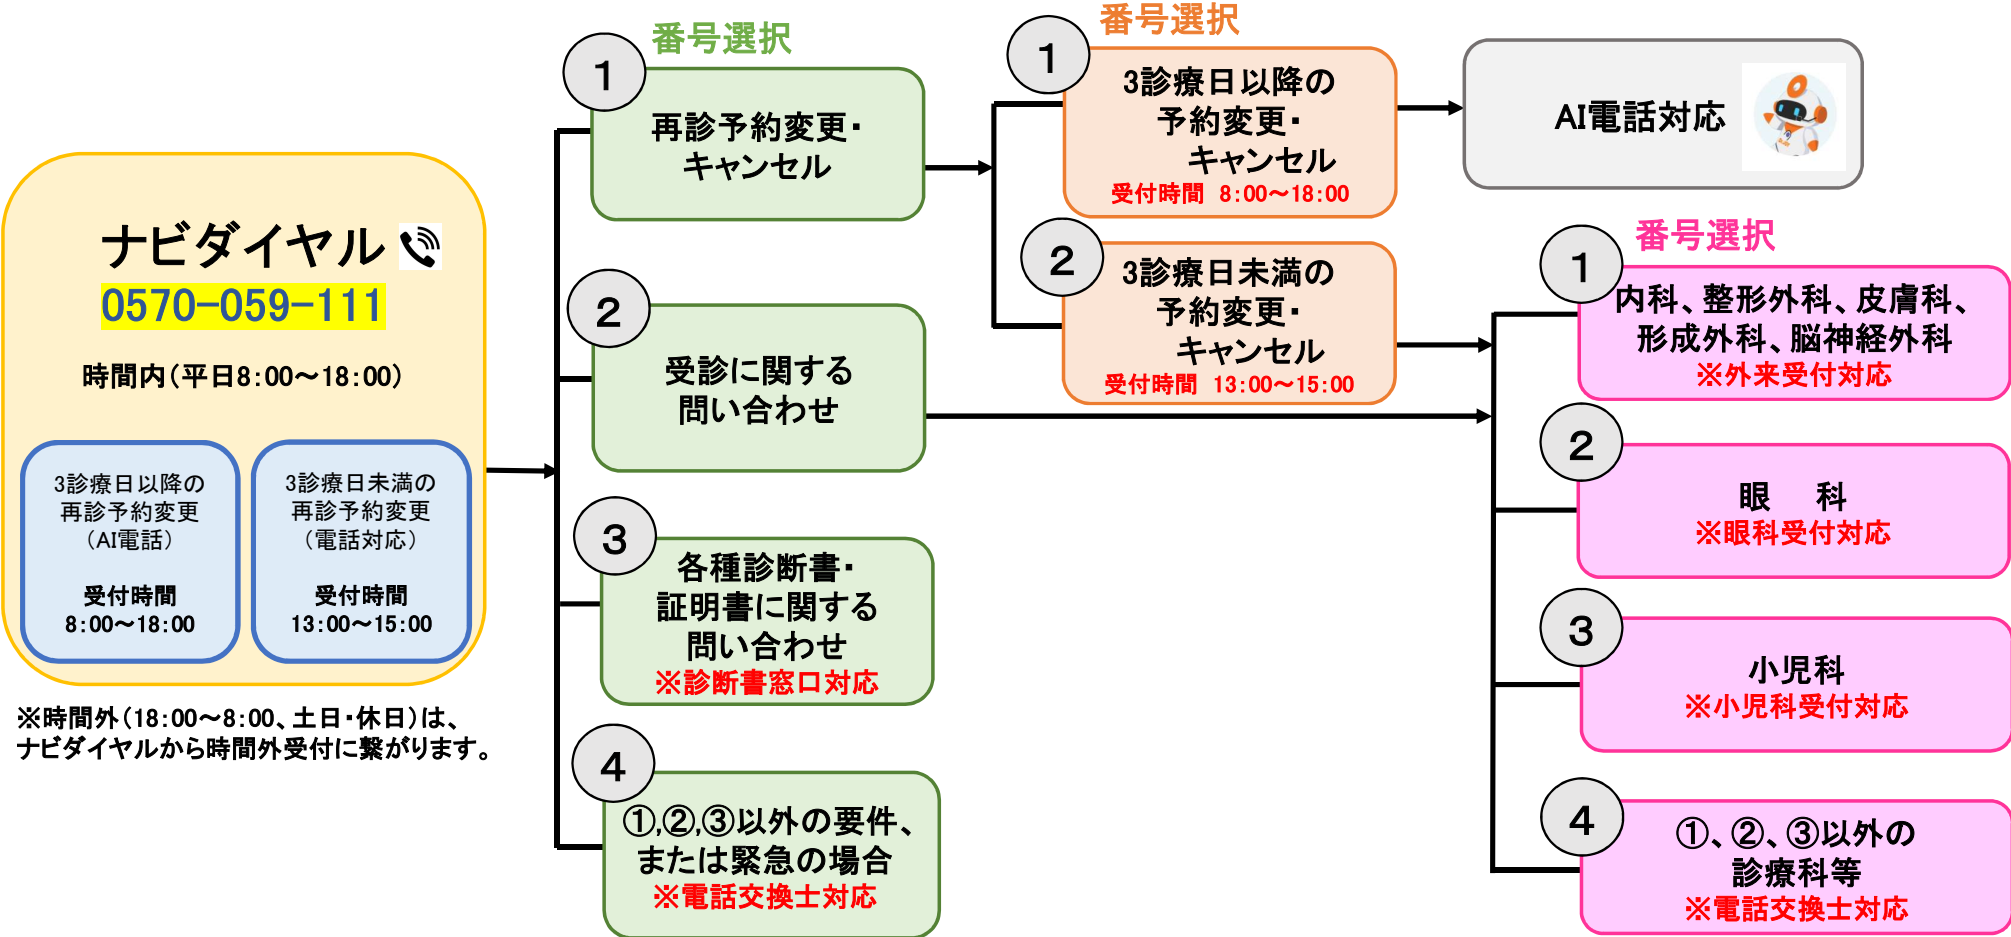 ナビダイヤル
0570-059-111
時間内(平日8:00～18:00)
3診療日以降の
再診予約変更
(AI電話)
受付時間
8:00～18:00
3診療日未満の
再診予約変更
(電話対応)
受付時間
13:00～15:00
※時間外(18:00～8:00、土日・休日)は、
ナビダイヤルから時間外受付に繋がります。
番号選択
1
再診予約変更・
キャンセル
2
受診に関する
問い合わせ
3
各種診断書・
証明書に関する
問い合わせ
※診断書窓口対応
4
①,②,③以外の要件、
または緊急の場合
※電話交換士対応
番号選択
1
3診療日以降の
予約変更・
キャンセル
受付時間 8:00～18:00
2
3診療日未満の
予約変更・
キャンセル
受付時間 13:00～15:00
AI電話対応
番号選択
1
内科、整形外科、皮膚科、
形成外科、脳神経外科
※外来受付対応
2
眼 科
※眼科受付対応
3
小児科
※小児科受付対応
4
①、②、③以外の
診療科等
※電話交換士対応